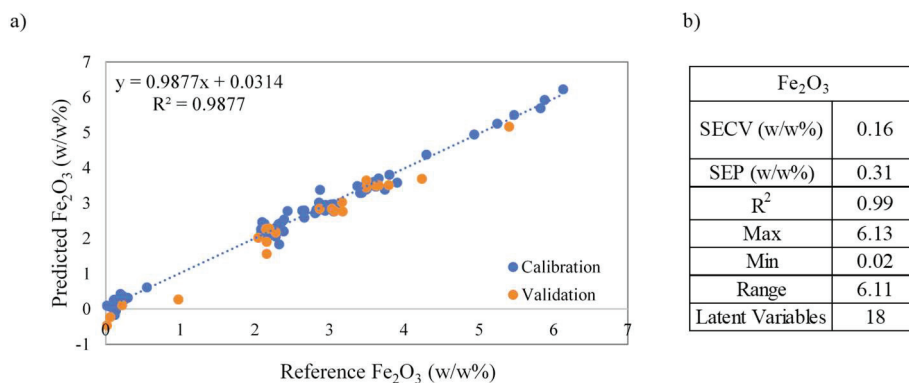 a)
b)
7
6
5
4
3
2
1
0
-1
y = 0.9877x + 0.0314
R² = 0.9877
Predicted Fe₂O₃ (w/w%)
Calibration
Validation
0 1 2 3 4 5 6 7
Reference Fe₂O₃ (w/w%)
Fe₂O₃
SECV (w/w%) 0.16
SEP (w/w%) 0.31
R² 0.99
Max 6.13
Min 0.02
Range 6.11
Latent Variables 18